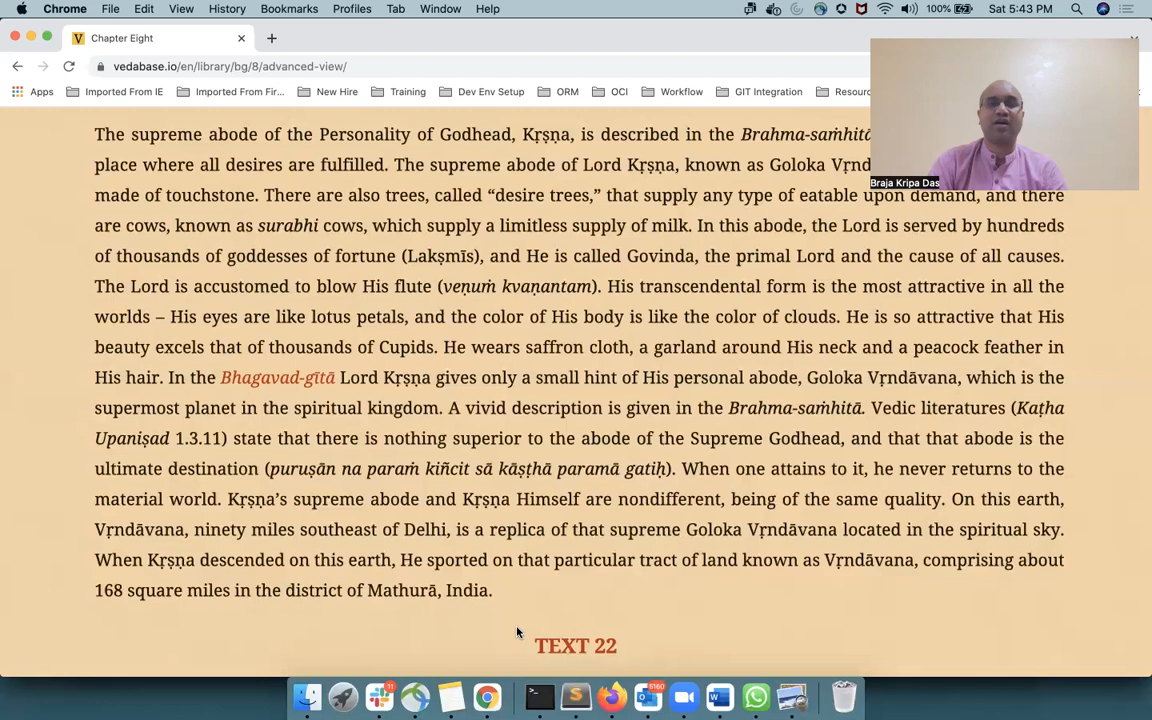 Chrome File Edit View History Bookmarks Profiles Tab Window Help 100% Sat 5:43 PM
Chapter Eight
vedabase.io/en/library/bg/8/advanced-view/
Apps Imported From IE Imported From Fir... New Hire Training Dev Env Setup ORM OCI Workflow GIT Integration
Braja Kripa Das
The supreme abode of the Personality of Godhead, Kṛṣṇa, is described in the Brahma-saṁhitā
place where all desires are fulfilled. The supreme abode of Lord Kṛṣṇa, known as Goloka
made of touchstone. There are also trees, called “desire trees,” that supply any type of eatable upon demand, and there
are cows, known as surabhi cows, which supply a limitless supply of milk. In this abode, the Lord is served by hundreds
of thousands of goddesses of fortune (Lakṣmīs), and He is called Govinda, the primal Lord and the cause of all causes.
The Lord is accustomed to blow His flute (veṇuṁ kvaṇantam). His transcendental form is the most attractive in all the
worlds – His eyes are like lotus petals, and the color of His body is like the color of clouds. He is so attractive that His
beauty excels that of thousands of Cupids. He wears saffron cloth, a garland around His neck and a peacock feather in
His hair. In the Bhagavad-gītā Lord Kṛṣṇa gives only a small hint of His personal abode, Goloka Vṛndāvana, which is the
supermost planet in the spiritual kingdom. A vivid description is given in the Brahma-saṁhitā. Vedic literatures (Kaṭha
Upaniṣad 1.3.11) state that there is nothing superior to the abode of the Supreme Godhead, and that that abode is the
ultimate destination (puruṣān na paraṁ kiñcit sā kāṣṭhā paramā gatiḥ). When one attains to it, he never returns to the
material world. Kṛṣṇa’s supreme abode and Kṛṣṇa Himself are nondifferent, being of the same quality. On this earth,
Vṛndāvana, ninety miles southeast of Delhi, is a replica of that supreme Goloka Vṛndāvana located in the spiritual sky.
When Kṛṣṇa descended on this earth, He sported on that particular tract of land known as Vṛndāvana, comprising about
168 square miles in the district of Mathurā, India.
TEXT 22
11 6160